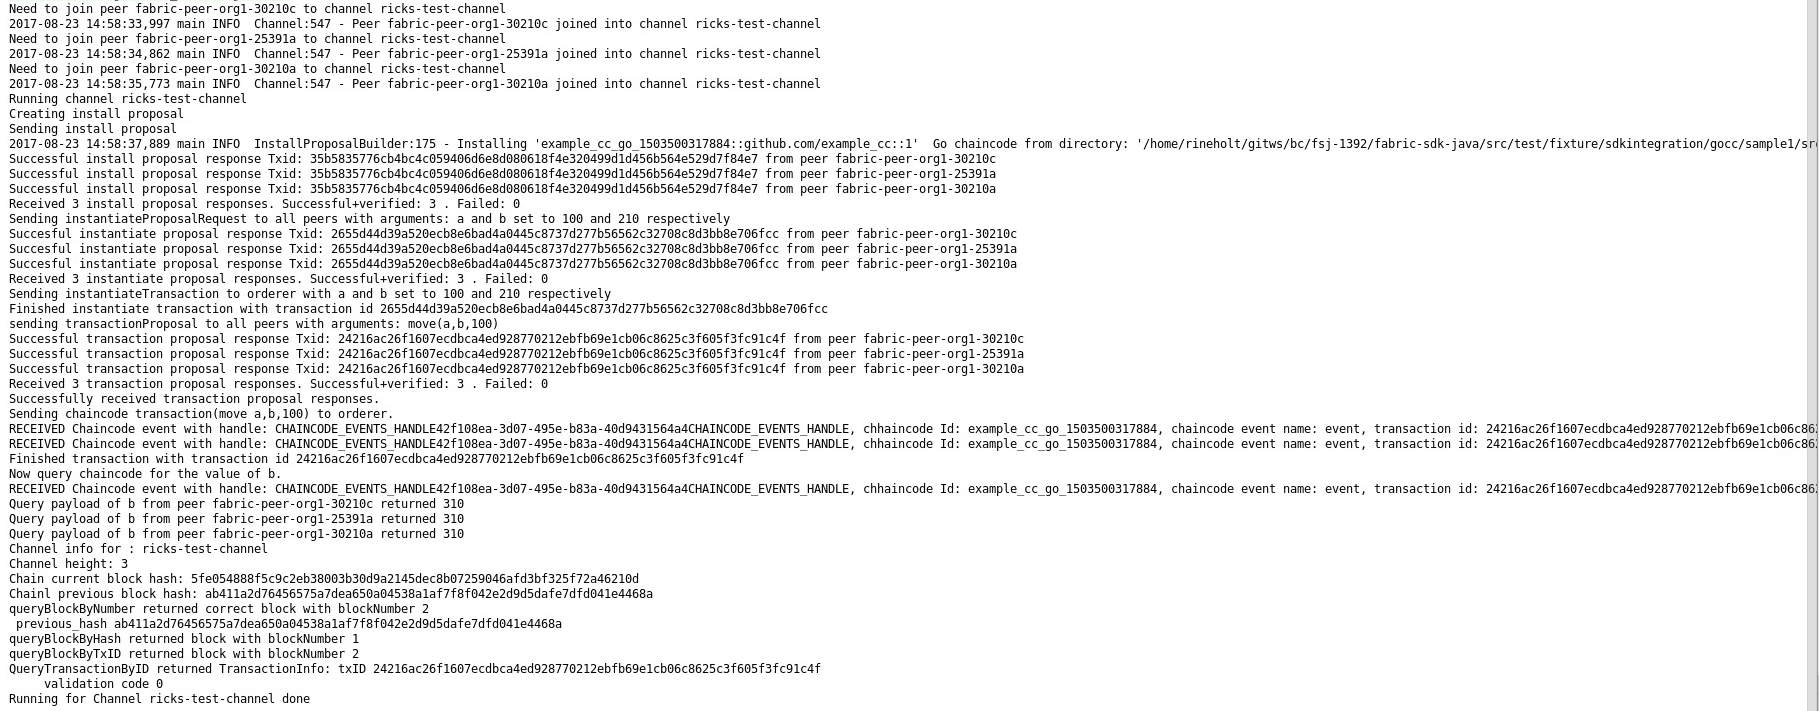 Need to join peer fabric-peer-org1-30210c to channel ricks-test-channel
2017-08-23 14:58:33,997 main INFO  Channel:547 - Peer fabric-peer-org1-30210c joined into channel ricks-test-channel
Need to join peer fabric-peer-org1-25391a to channel ricks-test-channel
2017-08-23 14:58:34,862 main INFO  Channel:547 - Peer fabric-peer-org1-25391a joined into channel ricks-test-channel
Need to join peer fabric-peer-org1-30210a to channel ricks-test-channel
2017-08-23 14:58:35,773 main INFO  Channel:547 - Peer fabric-peer-org1-30210a joined into channel ricks-test-channel
Running channel ricks-test-channel
Creating install proposal
Sending install proposal
2017-08-23 14:58:37,889 main INFO  InstallProposalBuilder:175 - Installing 'example_cc_go_1503500317884::github.com/example_cc::1'  Go chaincode from directory: '/home/rineholt/gitws/bc/fsj-1392/fabric-sdk-java/src/test/fixture/sdkintegration/gocc/sample1/src
Successful install proposal response Txid: 35b5835776cb4bc4c059406d6e8d080618f4e320499d1d456b564e529d7f84e7 from peer fabric-peer-org1-30210c
Successful install proposal response Txid: 35b5835776cb4bc4c059406d6e8d080618f4e320499d1d456b564e529d7f84e7 from peer fabric-peer-org1-25391a
Successful install proposal response Txid: 35b5835776cb4bc4c059406d6e8d080618f4e320499d1d456b564e529d7f84e7 from peer fabric-peer-org1-30210a
Received 3 install proposal responses. Successful+verified: 3 . Failed: 0
Sending instantiateProposalRequest to all peers with arguments: a and b set to 100 and 210 respectively
Succesful instantiate proposal response Txid: 2655d44d39a520ecb8e6bad4a0445c8737d277b56562c32708c8d3bb8e706fcc from peer fabric-peer-org1-30210c
Succesful instantiate proposal response Txid: 2655d44d39a520ecb8e6bad4a0445c8737d277b56562c32708c8d3bb8e706fcc from peer fabric-peer-org1-25391a
Succesful instantiate proposal response Txid: 2655d44d39a520ecb8e6bad4a0445c8737d277b56562c32708c8d3bb8e706fcc from peer fabric-peer-org1-30210a
Received 3 instantiate proposal responses. Successful+verified: 3 . Failed: 0
Sending instantiateTransaction to orderer with a and b set to 100 and 210 respectively
Finished instantiate transaction with transaction id 2655d44d39a520ecb8e6bad4a0445c8737d277b56562c32708c8d3bb8e706fcc
sending transactionProposal to all peers with arguments: move(a,b,100)
Successful transaction proposal response Txid: 24216ac26f1607ecdbca4ed928770212ebfb69e1cb06c8625c3f605f3fc91c4f from peer fabric-peer-org1-30210c
Successful transaction proposal response Txid: 24216ac26f1607ecdbca4ed928770212ebfb69e1cb06c8625c3f605f3fc91c4f from peer fabric-peer-org1-25391a
Successful transaction proposal response Txid: 24216ac26f1607ecdbca4ed928770212ebfb69e1cb06c8625c3f605f3fc91c4f from peer fabric-peer-org1-30210a
Received 3 transaction proposal responses. Successful+verified: 3 . Failed: 0
Successfully received transaction proposal responses.
Sending chaincode transaction(move a,b,100) to orderer.
RECEIVED Chaincode event with handle: CHAINCODE_EVENTS_HANDLE42f108ea-3d07-495e-b83a-40d9431564a4CHAINCODE_EVENTS_HANDLE, chhaincode Id: example_cc_go_1503500317884, chaincode event name: event, transaction id: 24216ac26f1607ecdbca4ed928770212ebfb69e1cb06c862
RECEIVED Chaincode event with handle: CHAINCODE_EVENTS_HANDLE42f108ea-3d07-495e-b83a-40d9431564a4CHAINCODE_EVENTS_HANDLE, chhaincode Id: example_cc_go_1503500317884, chaincode event name: event, transaction id: 24216ac26f1607ecdbca4ed928770212ebfb69e1cb06c862
Finished transaction with transaction id 24216ac26f1607ecdbca4ed928770212ebfb69e1cb06c8625c3f605f3fc91c4f
Now query chaincode for the value of b.
RECEIVED Chaincode event with handle: CHAINCODE_EVENTS_HANDLE42f108ea-3d07-495e-b83a-40d9431564a4CHAINCODE_EVENTS_HANDLE, chhaincode Id: example_cc_go_1503500317884, chaincode event name: event, transaction id: 24216ac26f1607ecdbca4ed928770212ebfb69e1cb06c862
Query payload of b from peer fabric-peer-org1-30210c returned 310
Query payload of b from peer fabric-peer-org1-25391a returned 310
Query payload of b from peer fabric-peer-org1-30210a returned 310
Channel info for : ricks-test-channel
Channel height: 3
Chain current block hash: 5fe054888f5c9c2eb38003b30d9a2145dec8b07259046afd3bf325f72a46210d
Chainl previous block hash: ab411a2d76456575a7dea650a04538a1af7f8f042e2d9d5dafe7dfd041e4468a
queryBlockByNumber returned correct block with blockNumber 2
 previous_hash ab411a2d76456575a7dea650a04538a1af7f8f042e2d9d5dafe7dfd041e4468a
queryBlockByHash returned block with blockNumber 1
queryBlockByTxID returned block with blockNumber 2
QueryTransactionByID returned TransactionInfo: txID 24216ac26f1607ecdbca4ed928770212ebfb69e1cb06c8625c3f605f3fc91c4f
     validation code 0
Running for Channel ricks-test-channel done